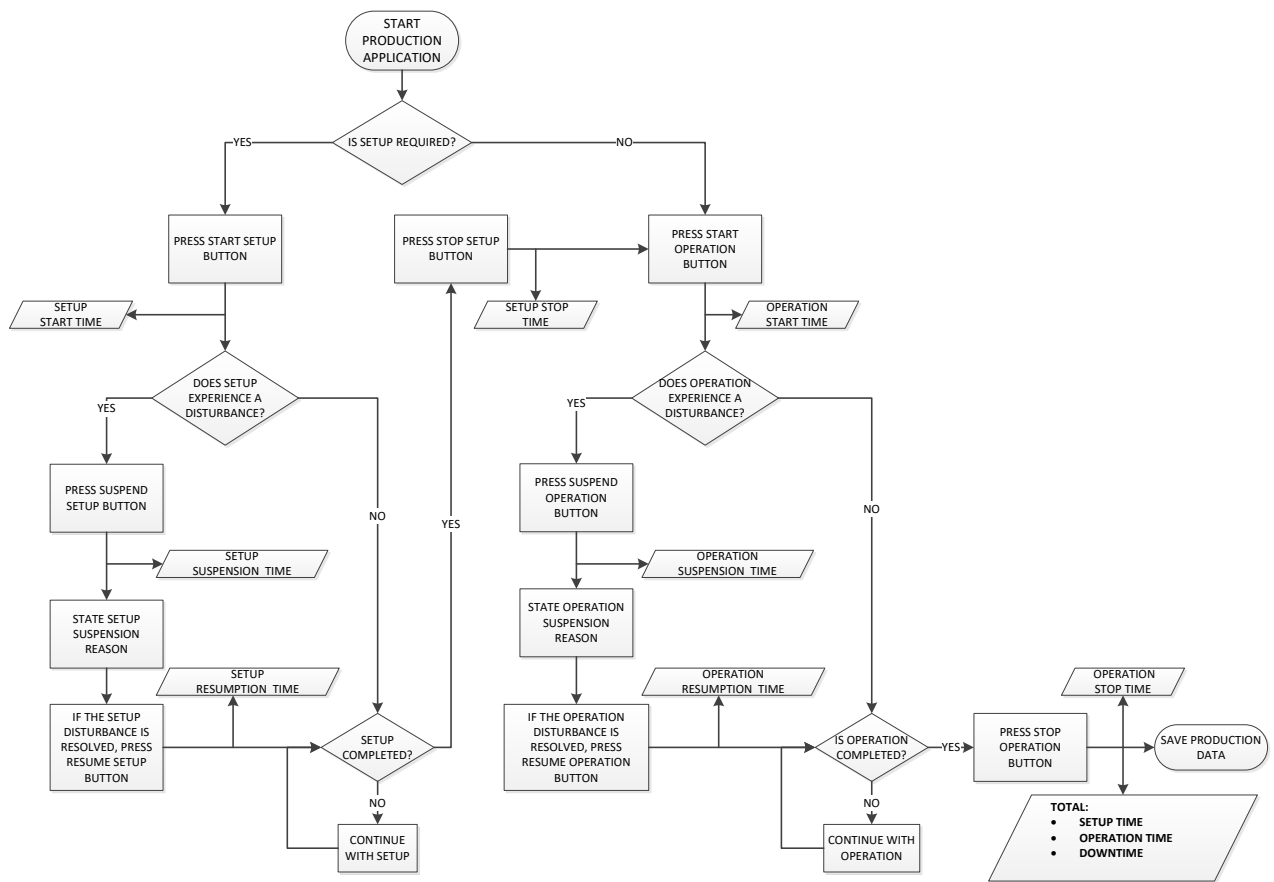 START
PRODUCTION
APPLICATION
IS SETUP REQUIRED?
YES
NO
PRESS START SETUP
BUTTON
PRESS STOP SETUP
BUTTON
PRESS START
OPERATION
BUTTON
SETUP
START TIME
SETUP STOP
TIME
OPERATION
START TIME
DOES SETUP
EXPERIENCE A
DISTURBANCE?
YES
NO
DOES OPERATION
EXPERIENCE A
DISTURBANCE?
YES
NO
PRESS SUSPEND
SETUP BUTTON
YES
PRESS SUSPEND
OPERATION
BUTTON
SETUP
SUSPENSION TIME
OPERATION
SUSPENSION TIME
STATE SETUP
SUSPENSION
REASON
STATE OPERATION
SUSPENSION
REASON
SETUP
RESUMPTION TIME
OPERATION
RESUMPTION TIME
OPERATION
STOP TIME
IF THE SETUP
DISTURBANCE IS
RESOLVED, PRESS
RESUME SETUP
BUTTON
SETUP
COMPLETED?
IF THE OPERATION
DISTURBANCE IS
RESOLVED, PRESS
RESUME OPERATION
BUTTON
IS OPERATION
COMPLETED?
YES
PRESS STOP
OPERATION
BUTTON
SAVE PRODUCTION
DATA
NO
CONTINUE
WITH SETUP
NO
CONTINUE WITH
OPERATION
TOTAL:
• SETUP TIME
• OPERATION TIME
• DOWNTIME